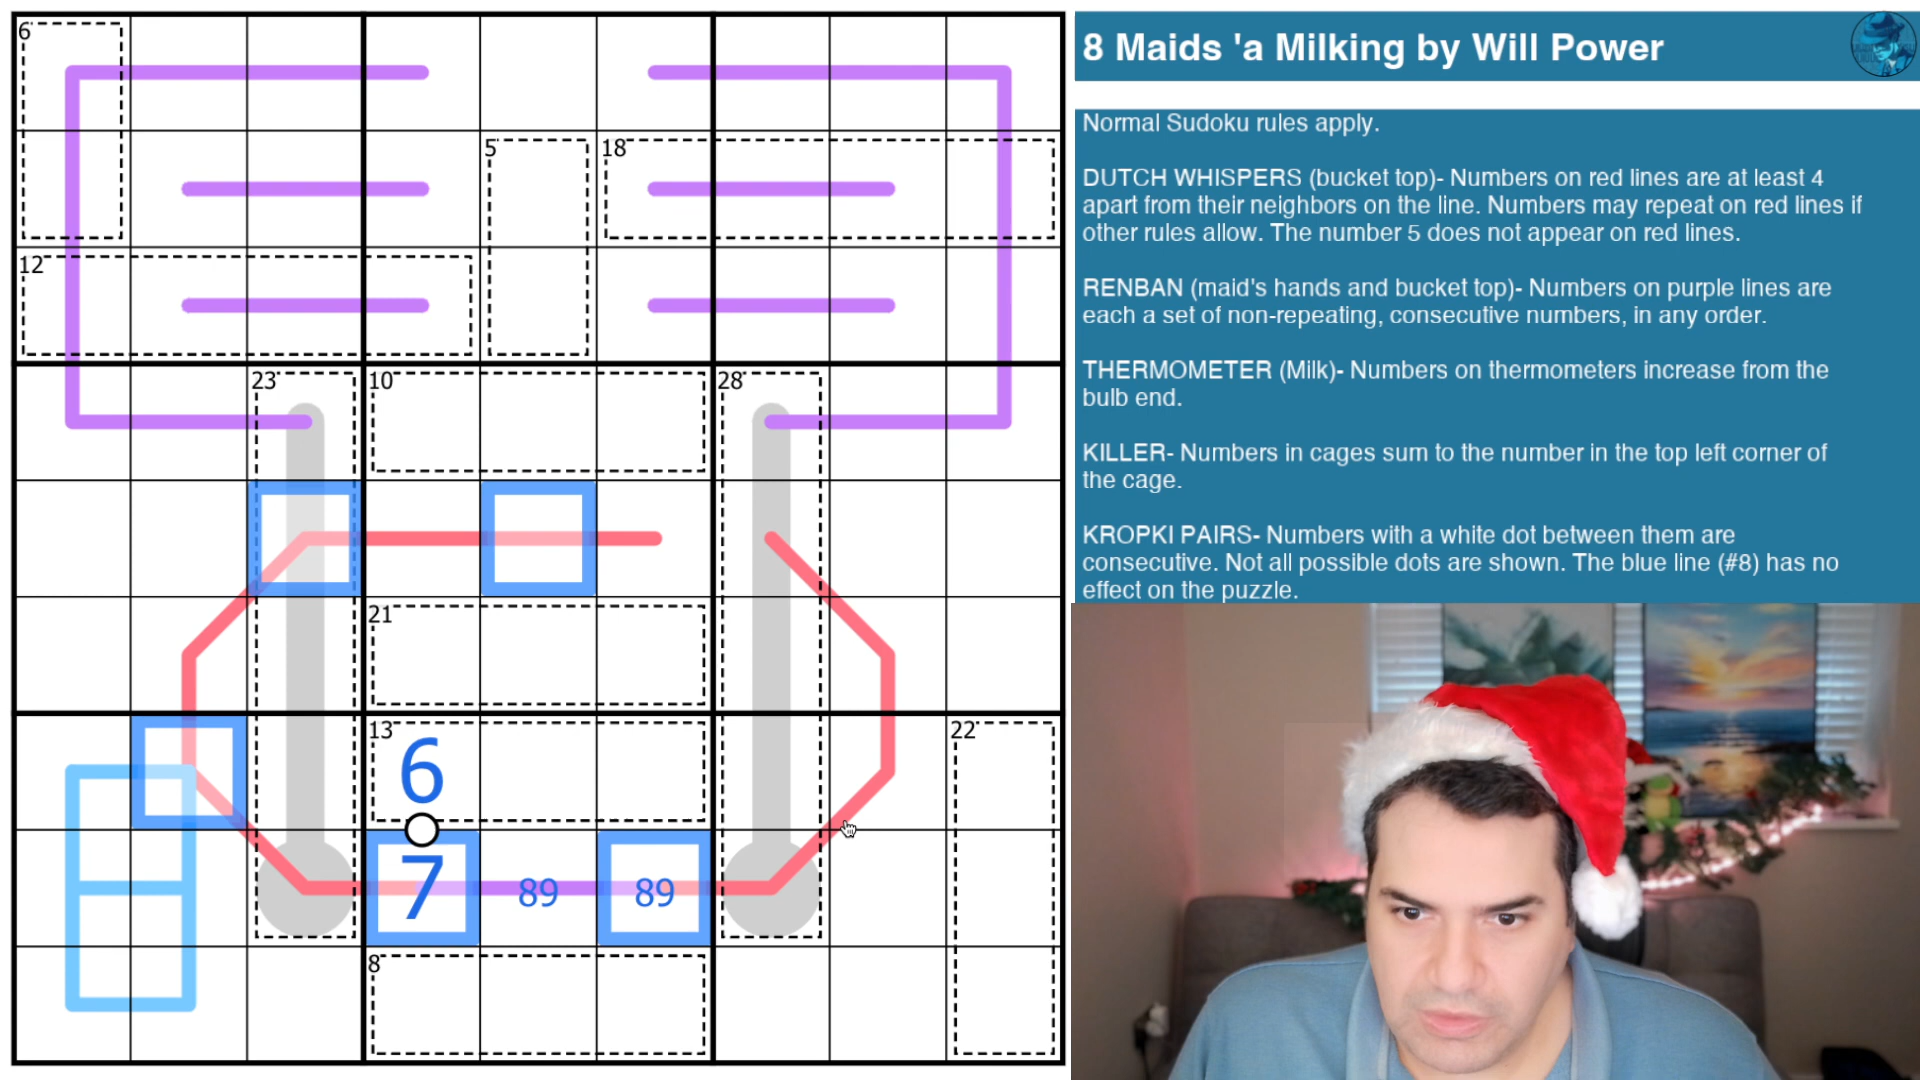 8 Maids 'a Milking by Will Power
Normal Sudoku rules apply.
DUTCH WHISPERS (bucket top)- Numbers on red lines are at least 4
apart from their neighbors on the line. Numbers may repeat on red lines if
other rules allow. The number 5 does not appear on red lines.
RENBAN (maid's hands and bucket top)- Numbers on purple lines are
each a set of non-repeating, consecutive numbers, in any order.
THERMOMETER (Milk)- Numbers on thermometers increase from the
bulb end.
KILLER- Numbers in cages sum to the number in the top left corner of
the cage.
KROPKI PAIRS- Numbers with a white dot between them are
consecutive. Not all possible dots are shown. The blue line (#8) has no
effect on the puzzle.
6
5 18
12
23 10 28
21
13 22
6
7 89 89
8